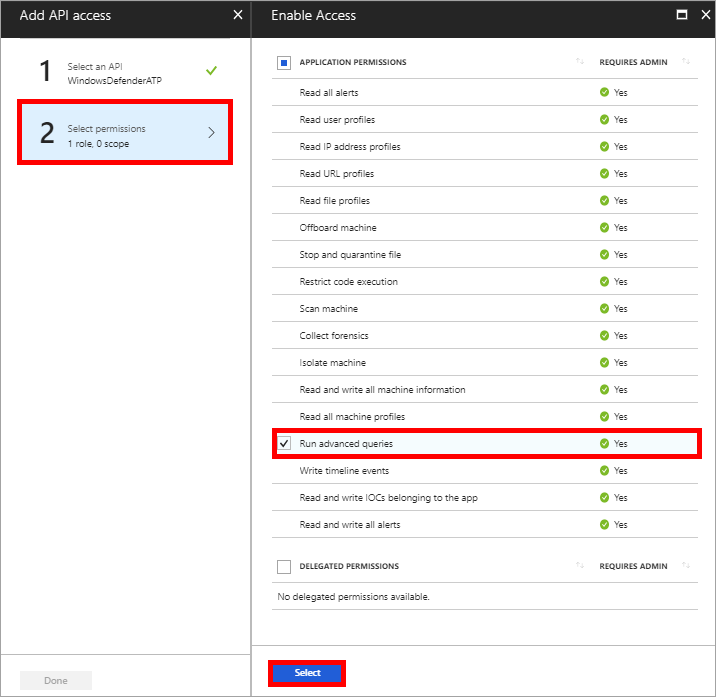 Add API access
1
Select an API
WindowsDefenderATP
2
Select permissions
1 role, 0 scope
Done
Enable Access
APPLICATION PERMISSIONS REQUIRES ADMIN
Read all alerts Yes
Read user profiles Yes
Read IP address profiles Yes
Read URL profiles Yes
Read file profiles Yes
Offboard machine Yes
Stop and quarantine file Yes
Restrict code execution Yes
Scan machine Yes
Collect forensics Yes
Isolate machine Yes
Read and write all machine information Yes
Read all machine profiles Yes
Run advanced queries Yes
Write timeline events Yes
Read and write IOCs belonging to the app Yes
Read and write all alerts Yes
DELEGATED PERMISSIONS REQUIRES ADMIN
No delegated permissions available.
Select